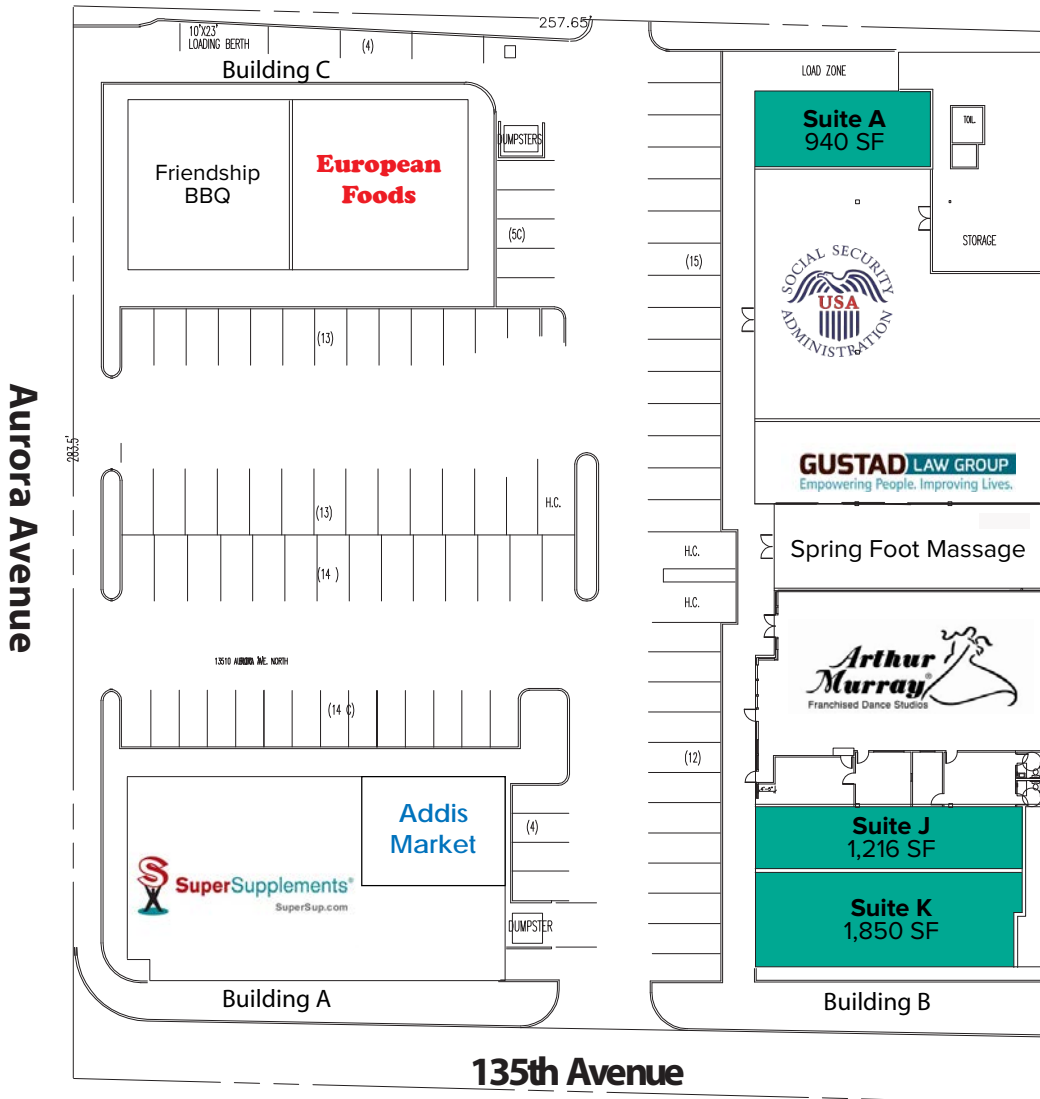 257.65'
10'X23'
LOADING BERTH
(4)
Building C
LOAD ZONE
Suite A
940 SF
TOIL.
DUMPSTERS
Friendship
BBQ
European
Foods
(5C)
(15)
STORAGE
SOCIAL SECURITY
USA
ADMINISTRATION
(13)
Aurora Avenue
283.5'
GUSTAD LAW GROUP
Empowering People. Improving Lives.
(13)
H.C.
Spring Foot Massage
H.C.
(14 )
H.C.
13510 AURORA AVE. NORTH
Arthur
Murray®
Franchised Dance Studios
(14 C)
(12)
Addis
Market
(4)
Suite J
1,216 SF
SuperSupplements®
SuperSup.com
Suite K
1,850 SF
DUMPSTER
Building A
Building B
135th Avenue